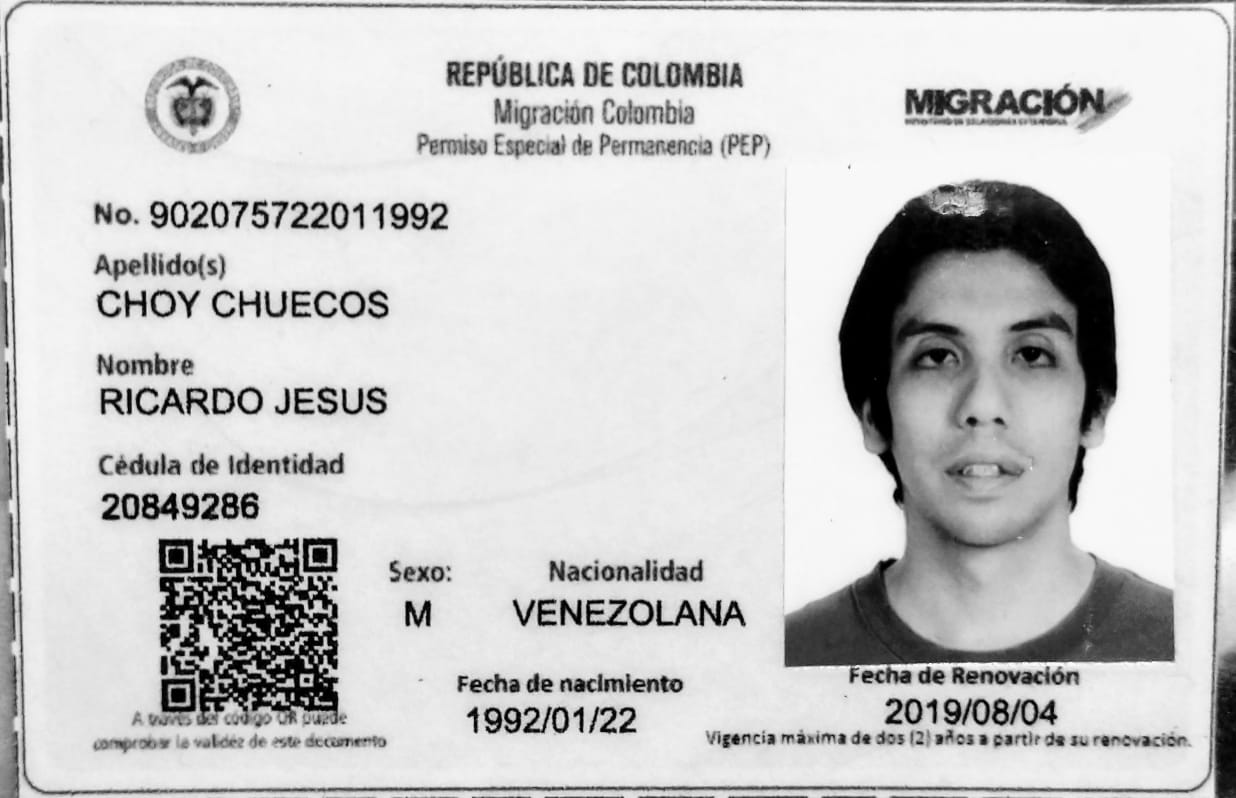 REPÚBLICA DE COLOMBIA
Migración Colombia
Permiso Especial de Permanencia (PEP)
MIGRACIÓN
No. 902075722011992
Apellido(s)
CHOY CHUECOS
Nombre
RICARDO JESUS
Cédula de Identidad
20849286
Sexo:
M
Nacionalidad
VENEZOLANA
Fecha de nacimiento
1992/01/22
A través del código QR puede
comprobar la validez de este documento
Fecha de Renovación
2019/08/04
Vigencia máxima de dos (2) años a partir de su renovación.